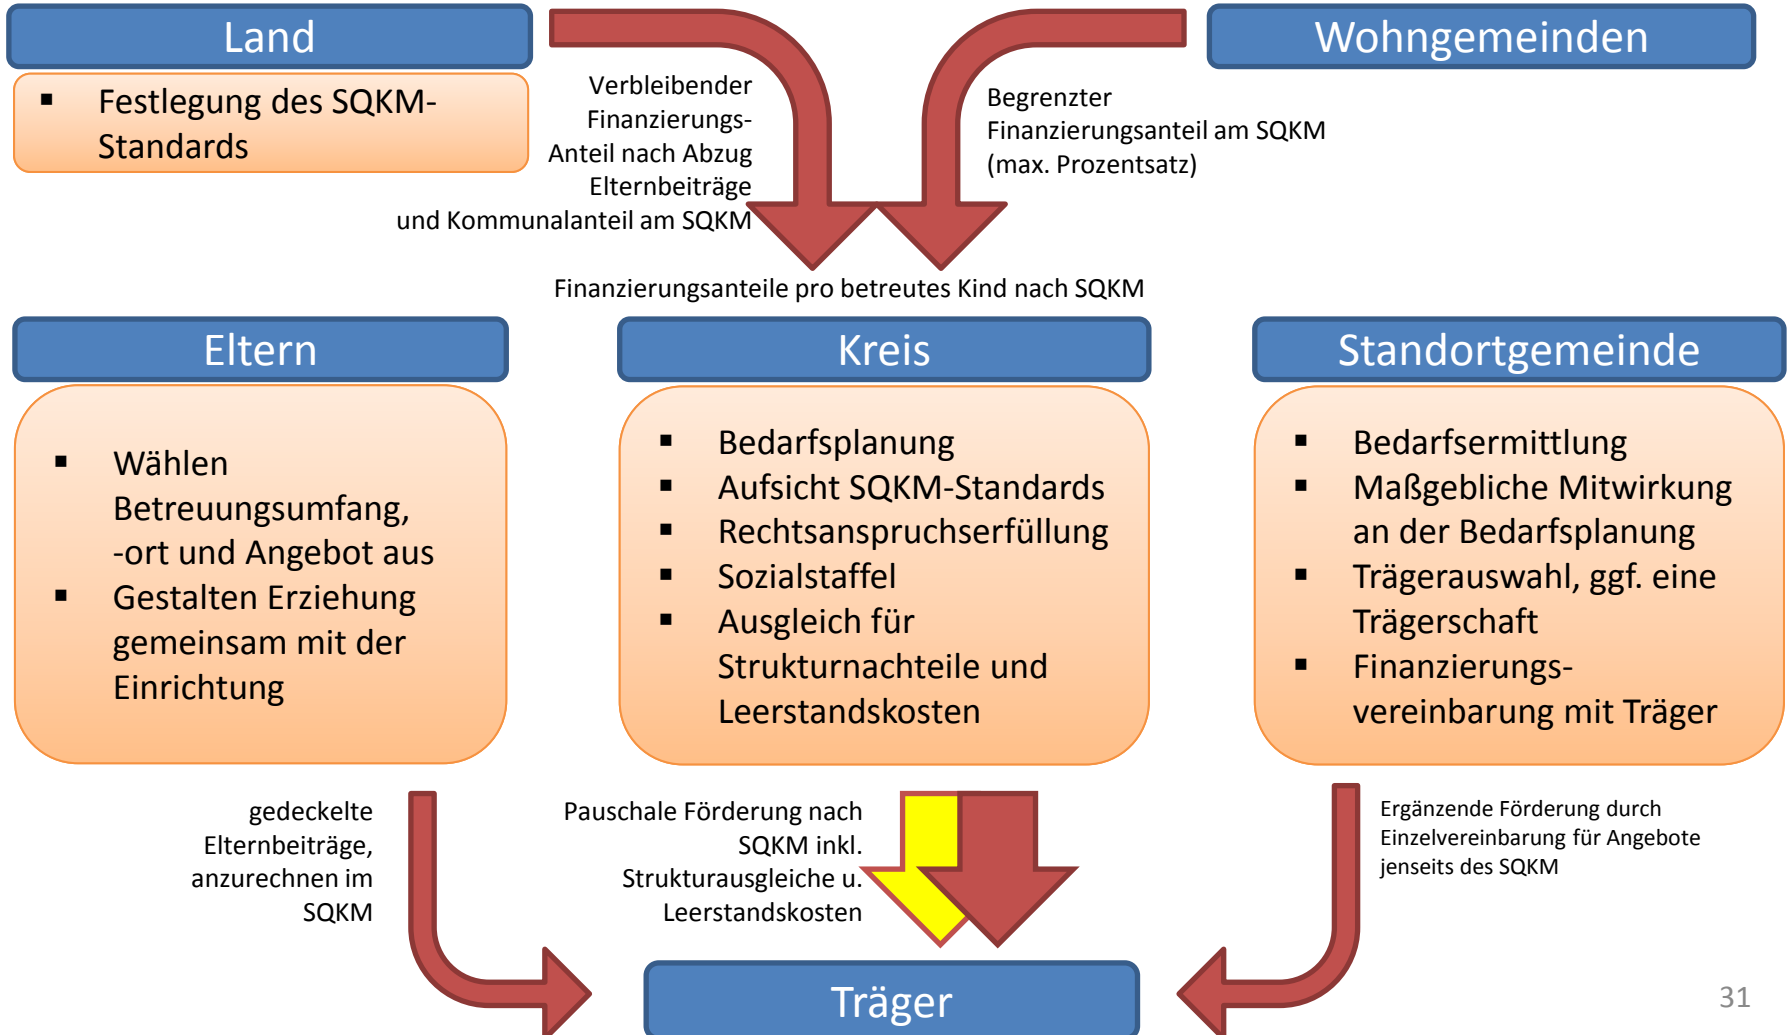 Land
Wohngemeinden
▪ Festlegung des SQKM-
Standards
Verbleibender
Finanzierungs-
Anteil nach Abzug
Elternbeiträge
und Kommunalanteil am SQKM
Begrenzter
Finanzierungsanteil am SQKM
(max. Prozentsatz)
Finanzierungsanteile pro betreutes Kind nach SQKM
Eltern
▪ Wählen
Betreuungsumfang,
-ort und Angebot aus
▪ Gestalten Erziehung
gemeinsam mit der
Einrichtung
Kreis
▪ Bedarfsplanung
▪ Aufsicht SQKM-Standards
▪ Rechtsanspruchserfüllung
▪ Sozialstaffel
▪ Ausgleich für
Strukturnachteile und
Leerstandskosten
Standortgemeinde
▪ Bedarfsermittlung
▪ Maßgebliche Mitwirkung
an der Bedarfsplanung
▪ Trägerauswahl, ggf. eine
Trägerschaft
▪ Finanzierungs-
vereinbarung mit Träger
gedeckelte
Elternbeiträge,
anzurechnen im
SQKM
Pauschale Förderung nach
SQKM inkl.
Strukturausgleiche u.
Leerstandskosten
Ergänzende Förderung durch
Einzelvereinbarung für Angebote
jenseits des SQKM
Träger
31